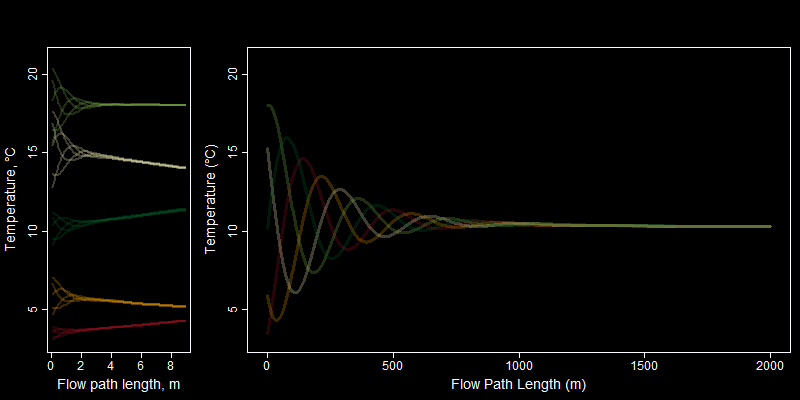 20
15
10
5
Temperature, °C
0 2 4 6 8
Flow path length, m
20
15
10
5
Temperature (°C)
0 500 1000 1500 2000
Flow Path Length (m)